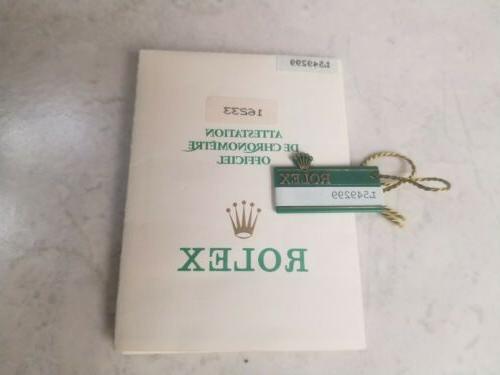 L549299
16233
ATTESTATION
DE CHRONOMETRE
OFFICIEL
ROLEX
ROLEX
L549299